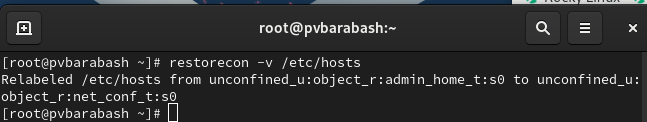 Rocky Linux
root@pvbarabash:~
[root@pvbarabash ~]# restorecon -v /etc/hosts
Relabeled /etc/hosts from unconfined_u:object_r:admin_home_t:s0 to unconfined_u:
object_r:net_conf_t:s0
[root@pvbarabash ~]#